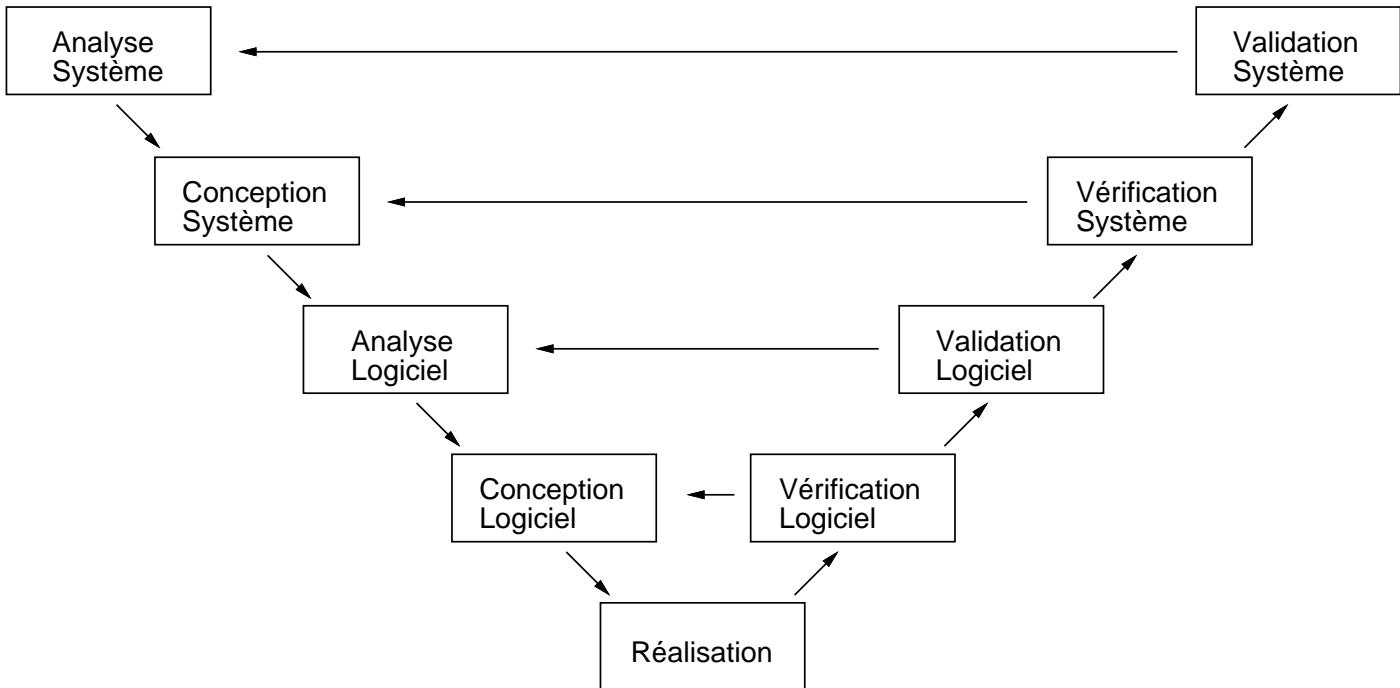 Analyse
Système
Validation
Système
Conception
Système
Vérification
Système
Analyse
Logiciel
Validation
Logiciel
Conception
Logiciel
Vérification
Logiciel
Réalisation